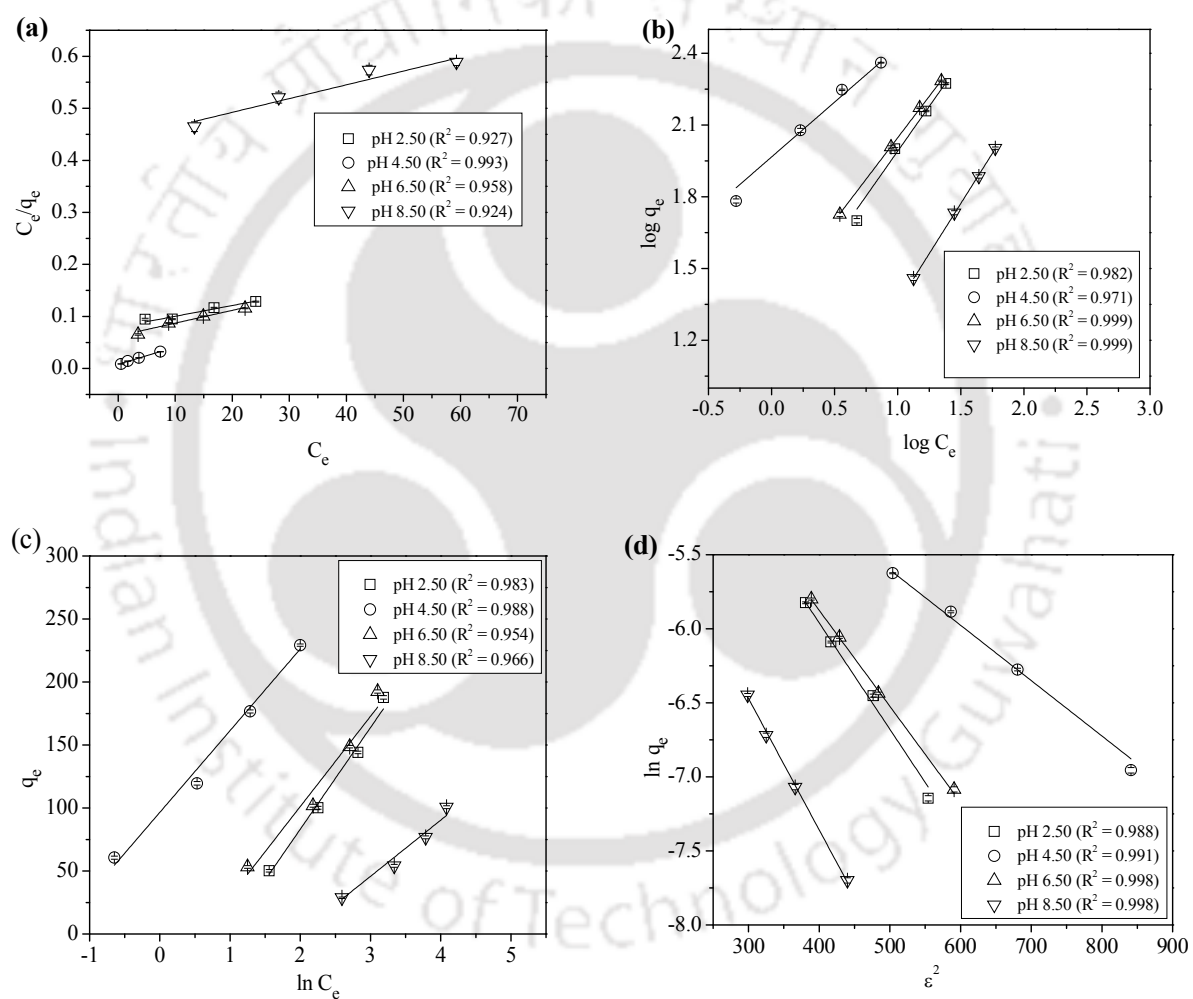 (a)
0.6
0.5
0.4
0.3
0.2
0.1
0.0
C_e/q_e
0 10 20 30 40 50 60 70
C_e
pH 2.50 (R² = 0.927)
pH 4.50 (R² = 0.993)
pH 6.50 (R² = 0.958)
pH 8.50 (R² = 0.924)
(b)
2.4
2.1
1.8
1.5
1.2
log q_e
-0.5 0.0 0.5 1.0 1.5 2.0 2.5 3.0
log C_e
pH 2.50 (R² = 0.982)
pH 4.50 (R² = 0.971)
pH 6.50 (R² = 0.999)
pH 8.50 (R² = 0.999)
(c)
300
250
200
150
100
50
0
q_e
-1 0 1 2 3 4 5
ln C_e
pH 2.50 (R² = 0.983)
pH 4.50 (R² = 0.988)
pH 6.50 (R² = 0.954)
pH 8.50 (R² = 0.966)
(d)
-5.5
-6.0
-6.5
-7.0
-7.5
-8.0
ln q_e
300 400 500 600 700 800 900
ε²
pH 2.50 (R² = 0.988)
pH 4.50 (R² = 0.991)
pH 6.50 (R² = 0.998)
pH 8.50 (R² = 0.998)
Indian Institute of Technology Guwahati